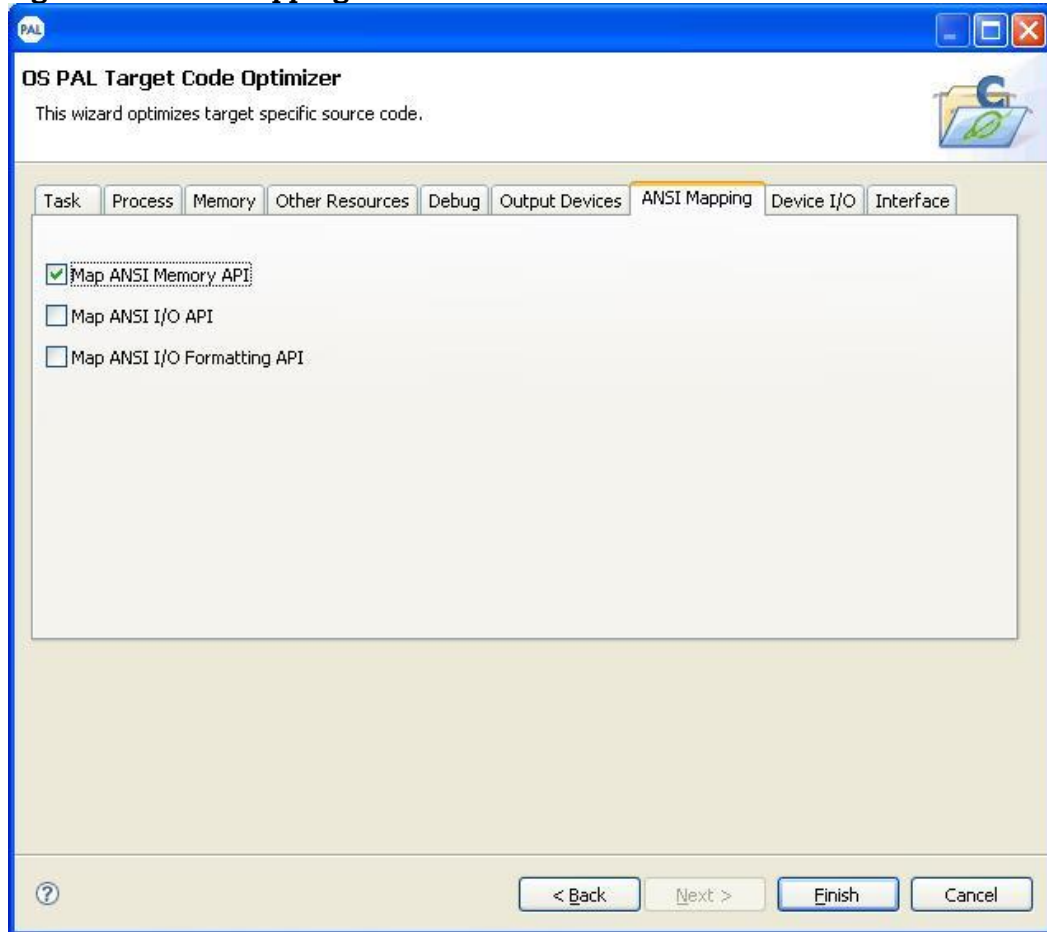 PAL
OS PAL Target Code Optimizer
This wizard optimizes target specific source code.
C
Task Process Memory Other Resources Debug Output Devices ANSI Mapping Device I/O Interface
Map ANSI Memory API
Map ANSI I/O API
Map ANSI I/O Formatting API
? < Back Next > Finish Cancel